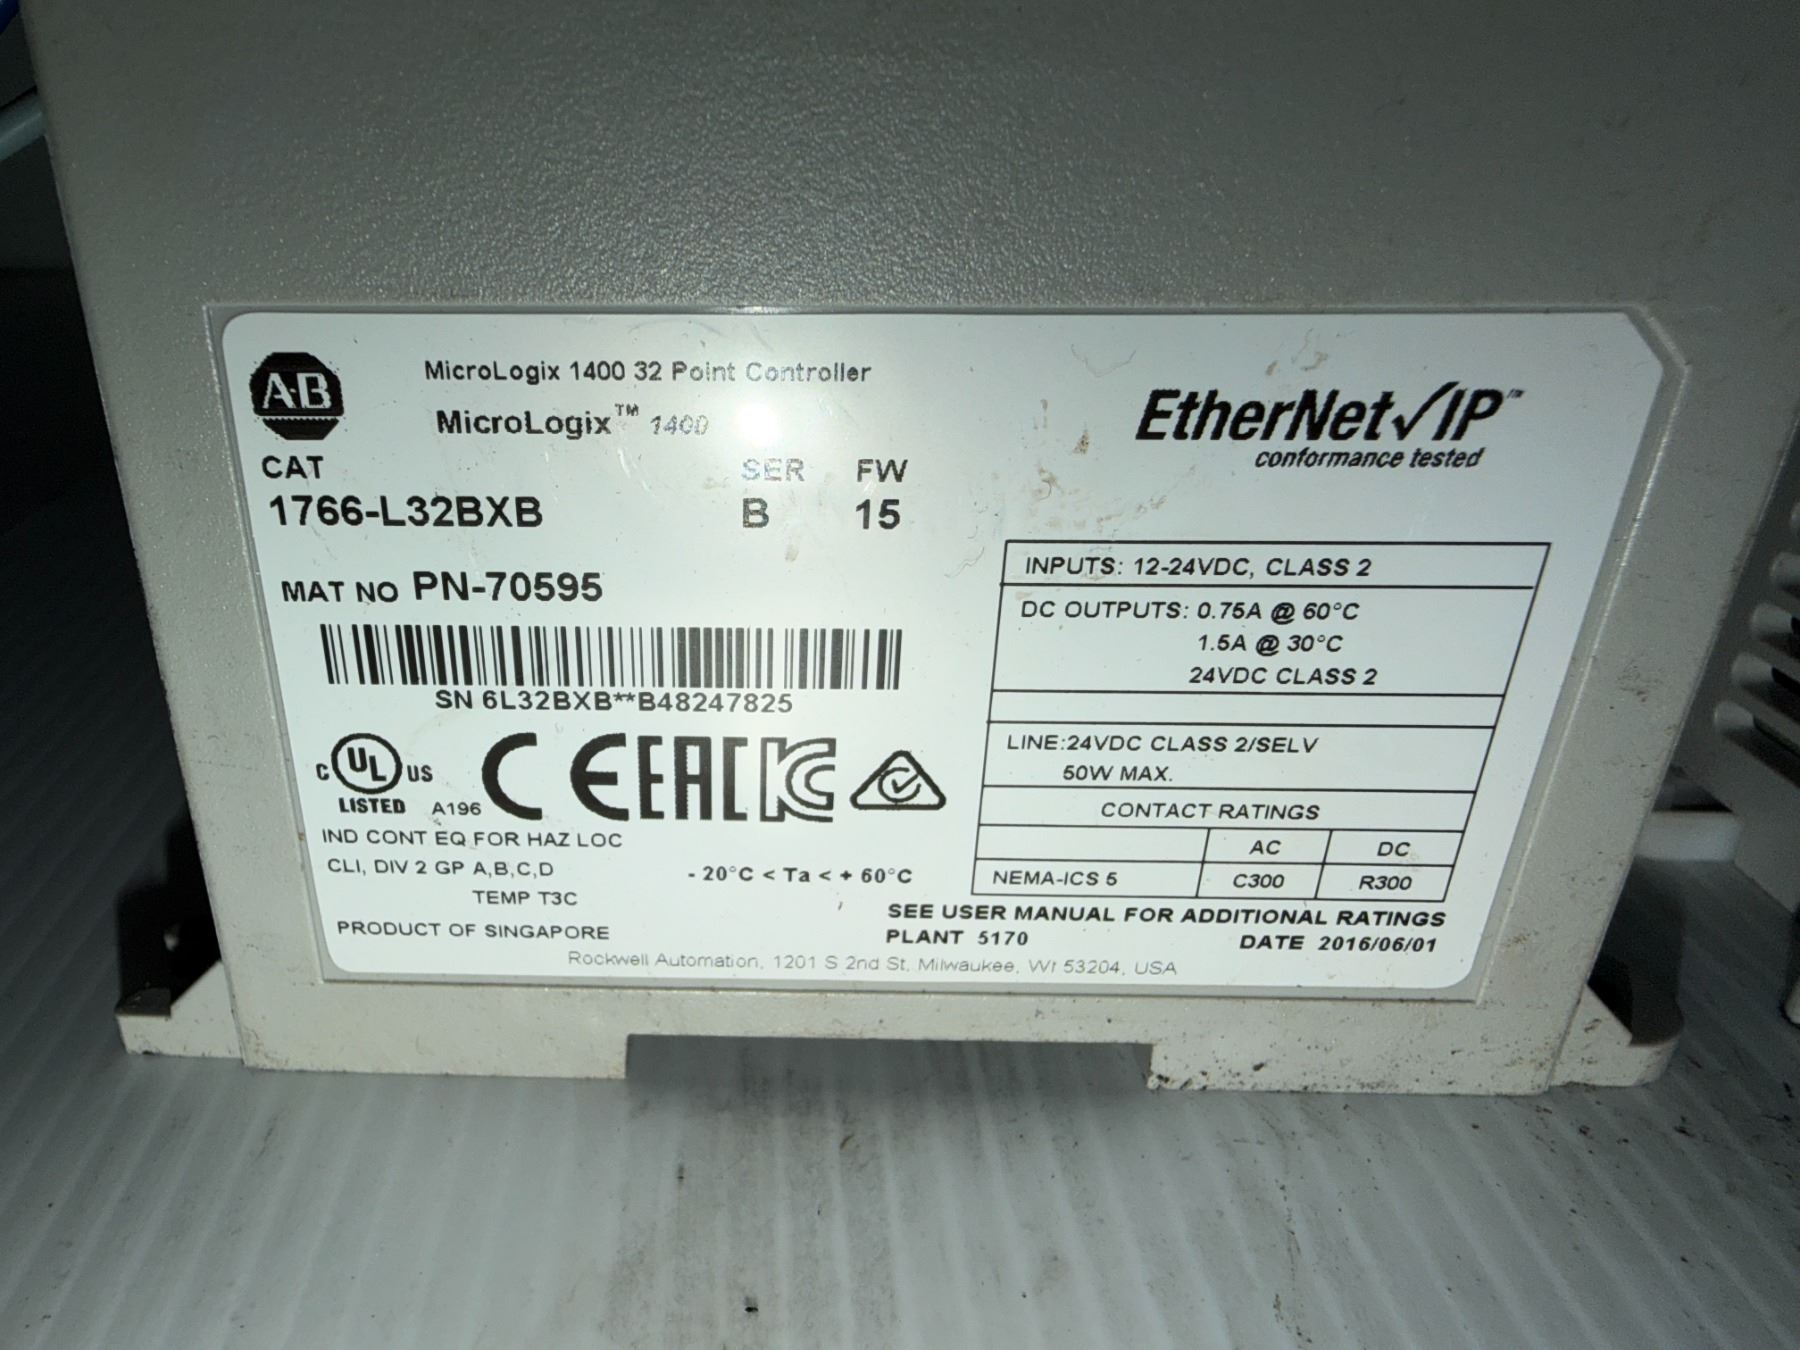 A-B
MicroLogix 1400 32 Point Controller
MicroLogix™ 1400
CAT SER FW
1766-L32BXB B 15
MAT NO PN-70595
SN 6L32BXB**B48247825
C UL US
LISTED A196
CE EAC KC
IND CONT EQ FOR HAZ LOC
CLI, DIV 2 GP A,B,C,D
TEMP T3C
- 20°C < Ta < + 60°C
PRODUCT OF SINGAPORE
EtherNet/IP™
conformance tested
INPUTS: 12-24VDC, CLASS 2
DC OUTPUTS: 0.75A @ 60°C
1.5A @ 30°C
24VDC CLASS 2
LINE:24VDC CLASS 2/SELV
50W MAX.
CONTACT RATINGS
AC DC
NEMA-ICS 5 C300 R300
SEE USER MANUAL FOR ADDITIONAL RATINGS
PLANT 5170 DATE 2016/06/01
Rockwell Automation, 1201 S 2nd St, Milwaukee, WI 53204, USA